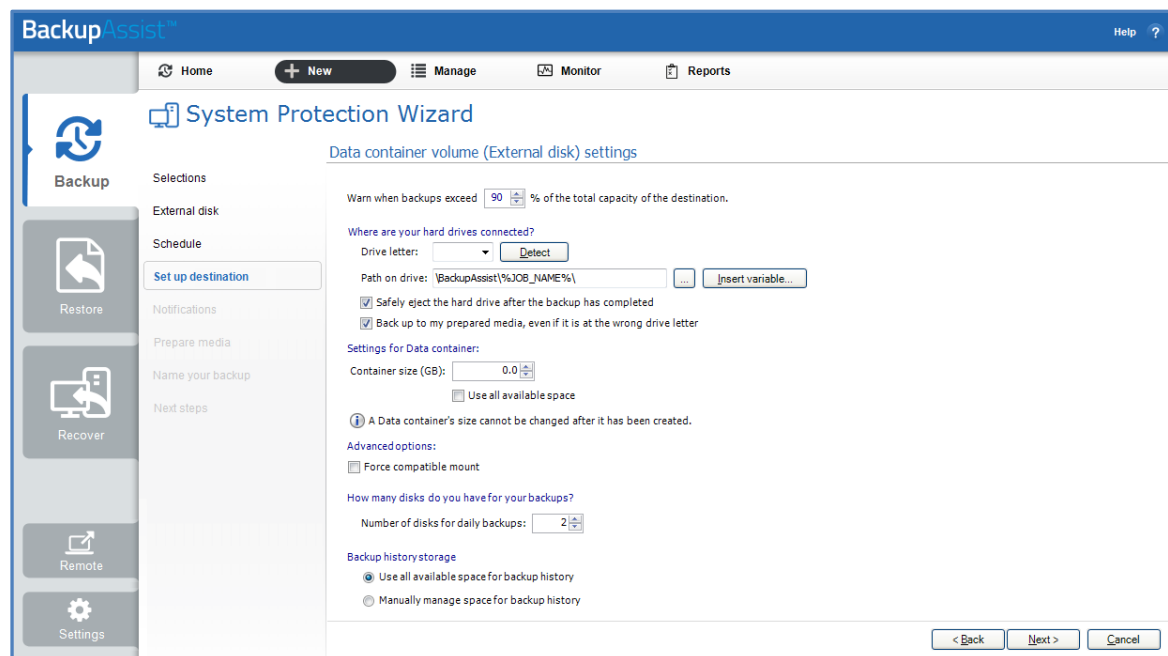 BackupAssist™
Help ?
Home New Manage Monitor Reports
System Protection Wizard
Data container volume (External disk) settings
Backup
Restore
Recover
Remote
Settings
Selections
External disk
Schedule
Set up destination
Notifications
Prepare media
Name your backup
Next steps
Warn when backups exceed 90 % of the total capacity of the destination.
Where are your hard drives connected?
Drive letter: Detect
Path on drive: \BackupAssist\%JOB_NAME%\ ... Insert variable...
Safely eject the hard drive after the backup has completed
Back up to my prepared media, even if it is at the wrong drive letter
Settings for Data container:
Container size (GB): 0.0
Use all available space
A Data container's size cannot be changed after it has been created.
Advanced options:
Force compatible mount
How many disks do you have for your backups?
Number of disks for daily backups: 2
Backup history storage
Use all available space for backup history
Manually manage space for backup history
< Back Next > Cancel